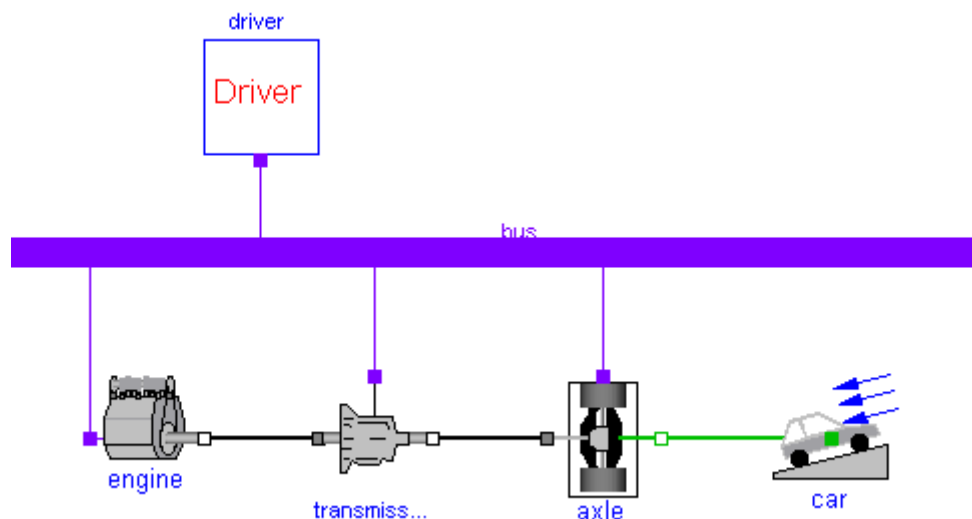 driver
Driver
bus
engine
transmiss...
axle
car